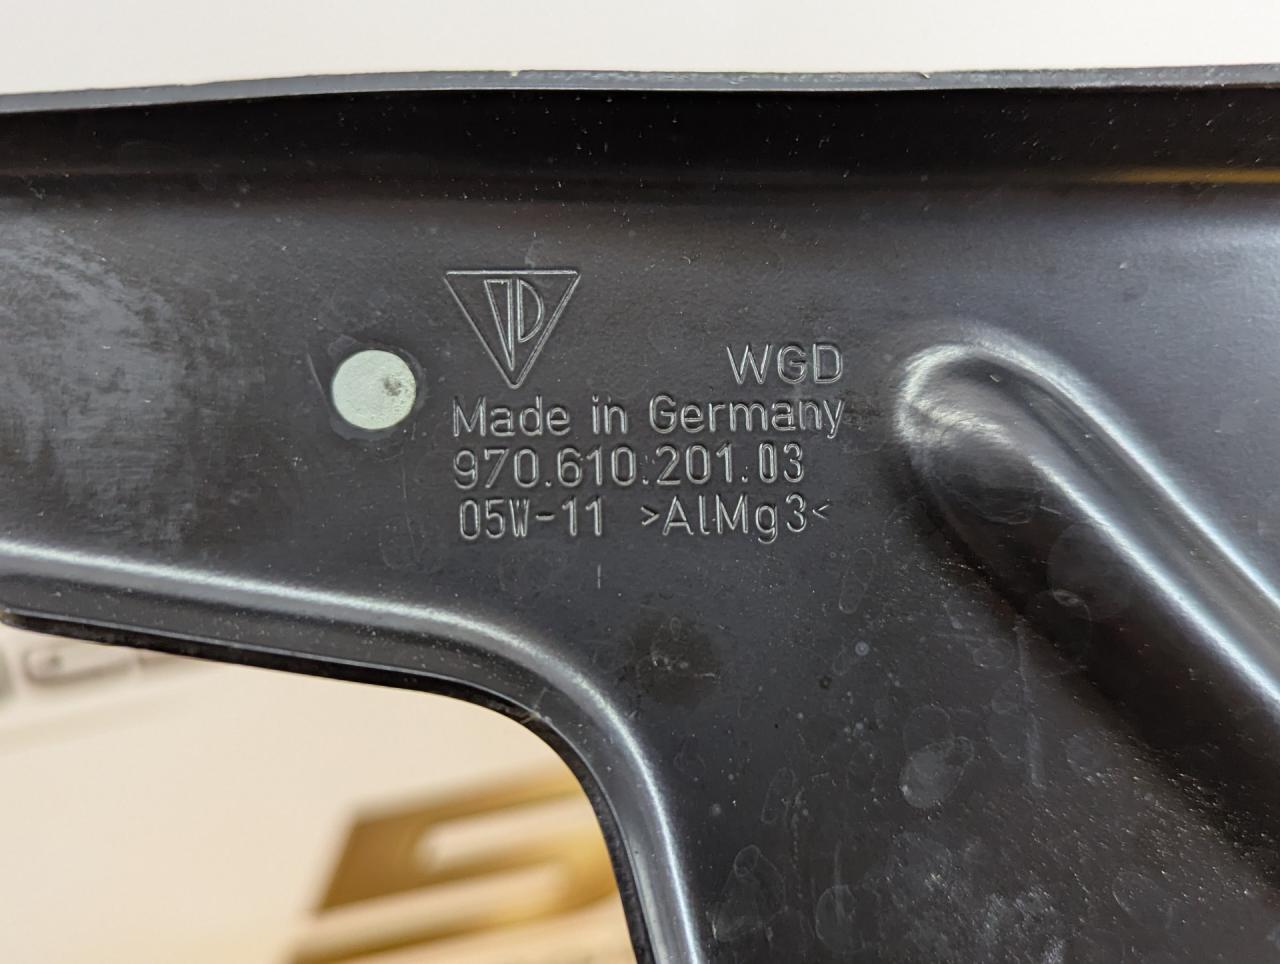 WGD
Made in Germany
970.610.201.03
05W-11 >AlMg3<